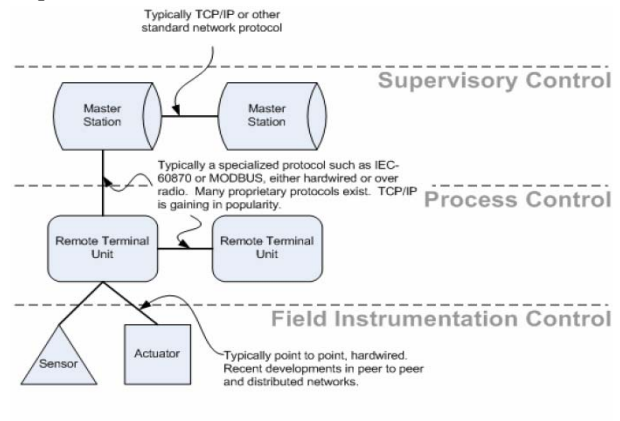 Typically TCP/IP or other
standard network protocol
Supervisory Control
Master
Station
Master
Station
Typically a specialized protocol such as IEC-
60870 or MODBUS, either hardwired or over
radio. Many proprietary protocols exist. TCP/IP
is gaining in popularity.
Process Control
Remote Terminal
Unit
Remote Terminal
Unit
Field Instrumentation Control
Sensor
Actuator
Typically point to point, hardwired.
Recent developments in peer to peer
and distributed networks.